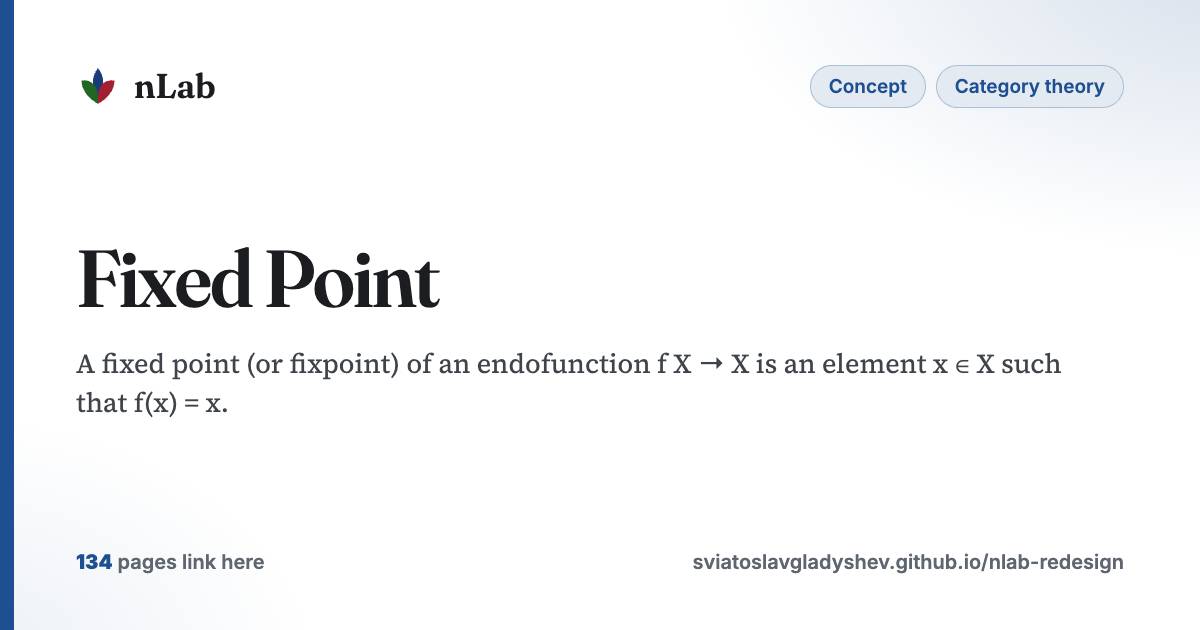 nLab
Concept
Category theory
Fixed Point
A fixed point (or fixpoint) of an endofunction f X → X is an element x ∈ X such
that f(x) = x.
134 pages link here
sviatoslavgladyshev.github.io/nlab-redesign